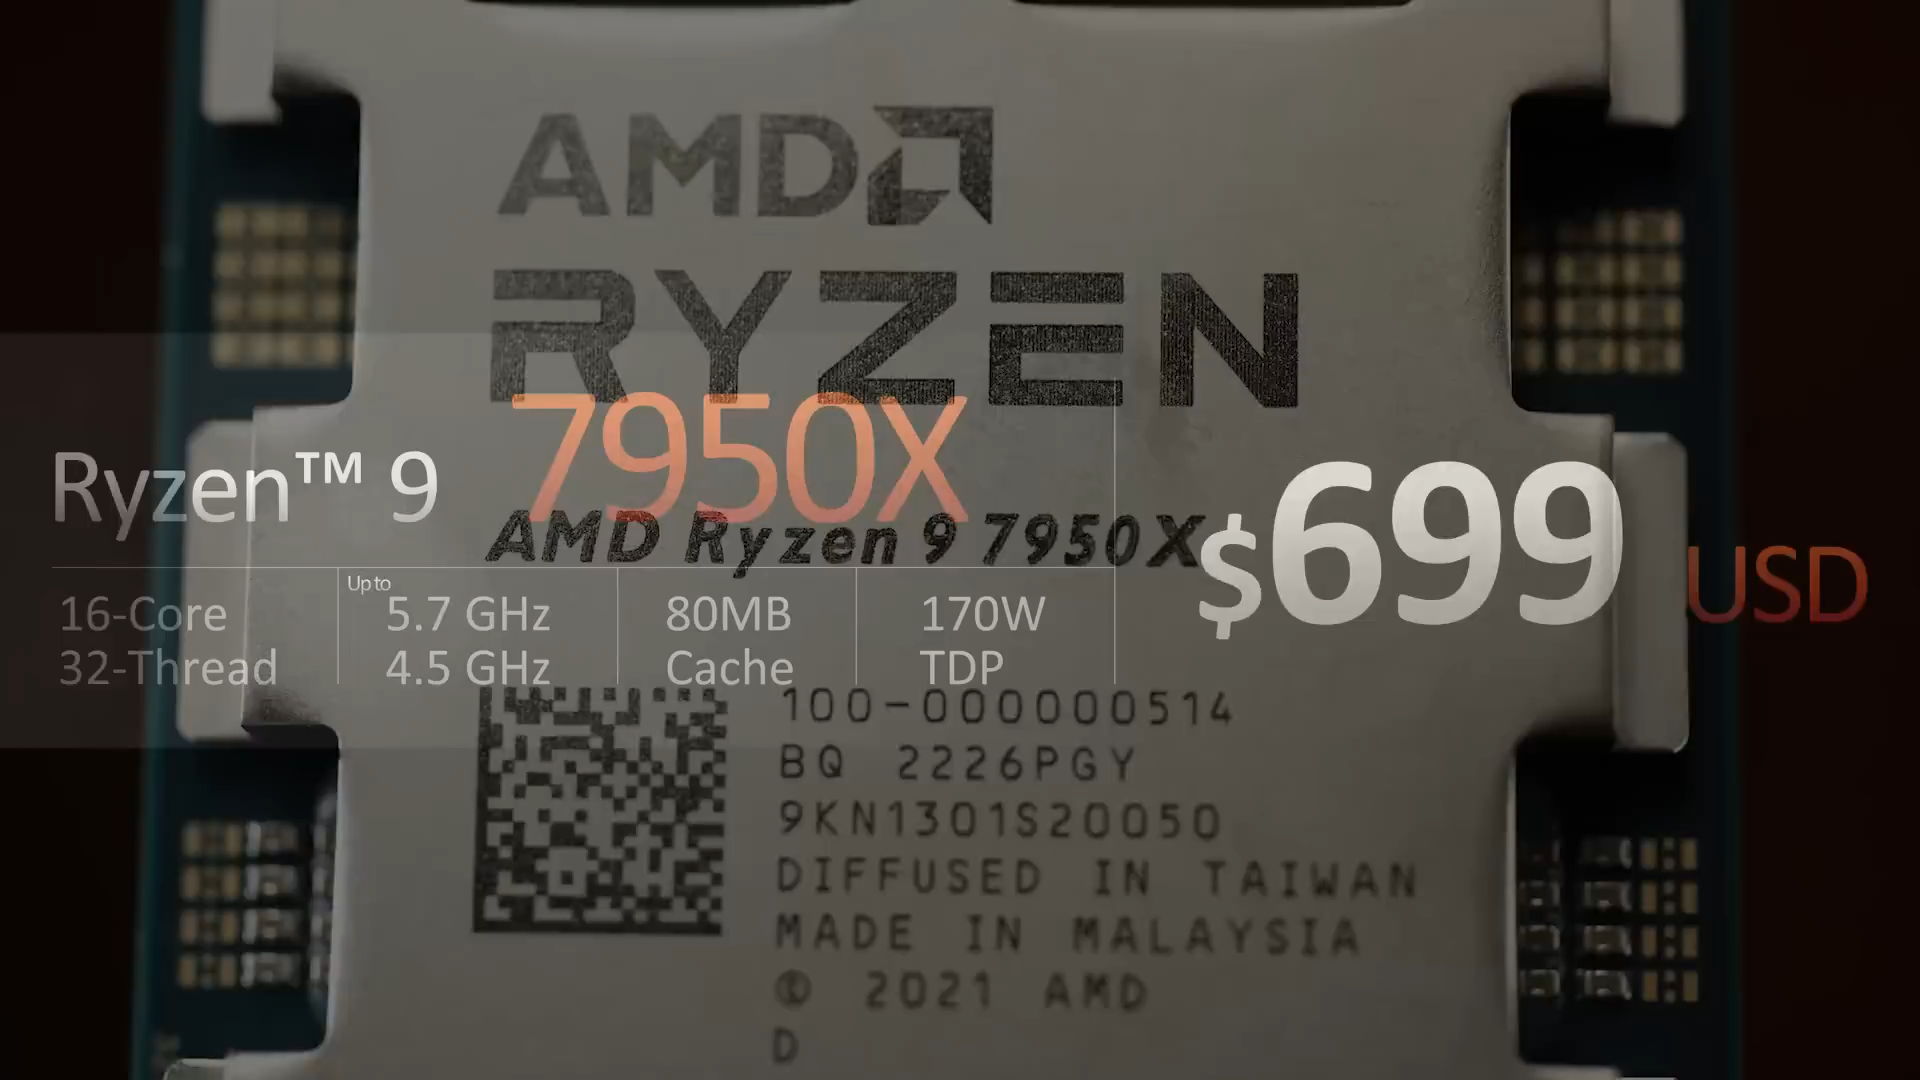 AMD
RYZEN
Ryzen™ 9 7950X
AMD Ryzen 9 7950X
$699 USD
16-Core
32-Thread
Up to
5.7 GHz
4.5 GHz
80MB
Cache
170W
TDP
100-000000514
BQ 2226PGY
9KN1301S20050
DIFFUSED IN TAIWAN
MADE IN MALAYSIA
© 2021 AMD
D